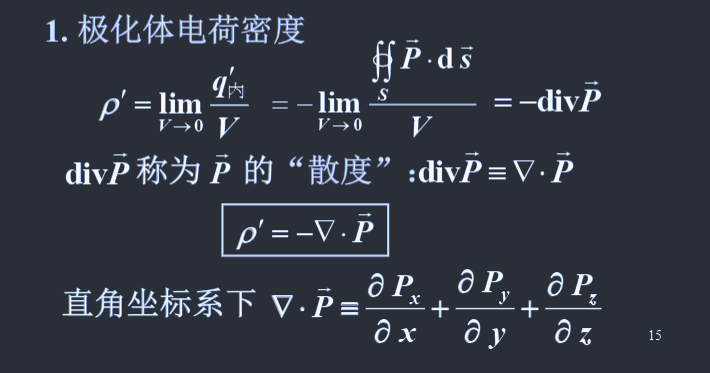 1. 极化体电荷密度
ρ′ = lim_{V→0} q′内 / V = − lim_{V→0} ∯_S P⃗ · d s⃗ / V = −divP⃗
divP⃗ 称为 P⃗ 的“散度”:divP⃗ ≡ ∇ · P⃗
ρ′ = −∇ · P⃗
直角坐标系下 ∇ · P⃗ ≡ ∂ P_x / ∂ x + ∂ P_y / ∂ y + ∂ P_z / ∂ z
15